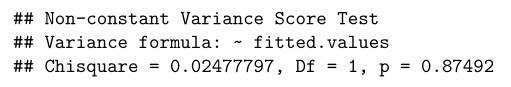 ## Non-constant Variance Score Test
## Variance formula: ~ fitted.values
## Chisquare = 0.02477797, Df = 1, p = 0.87492